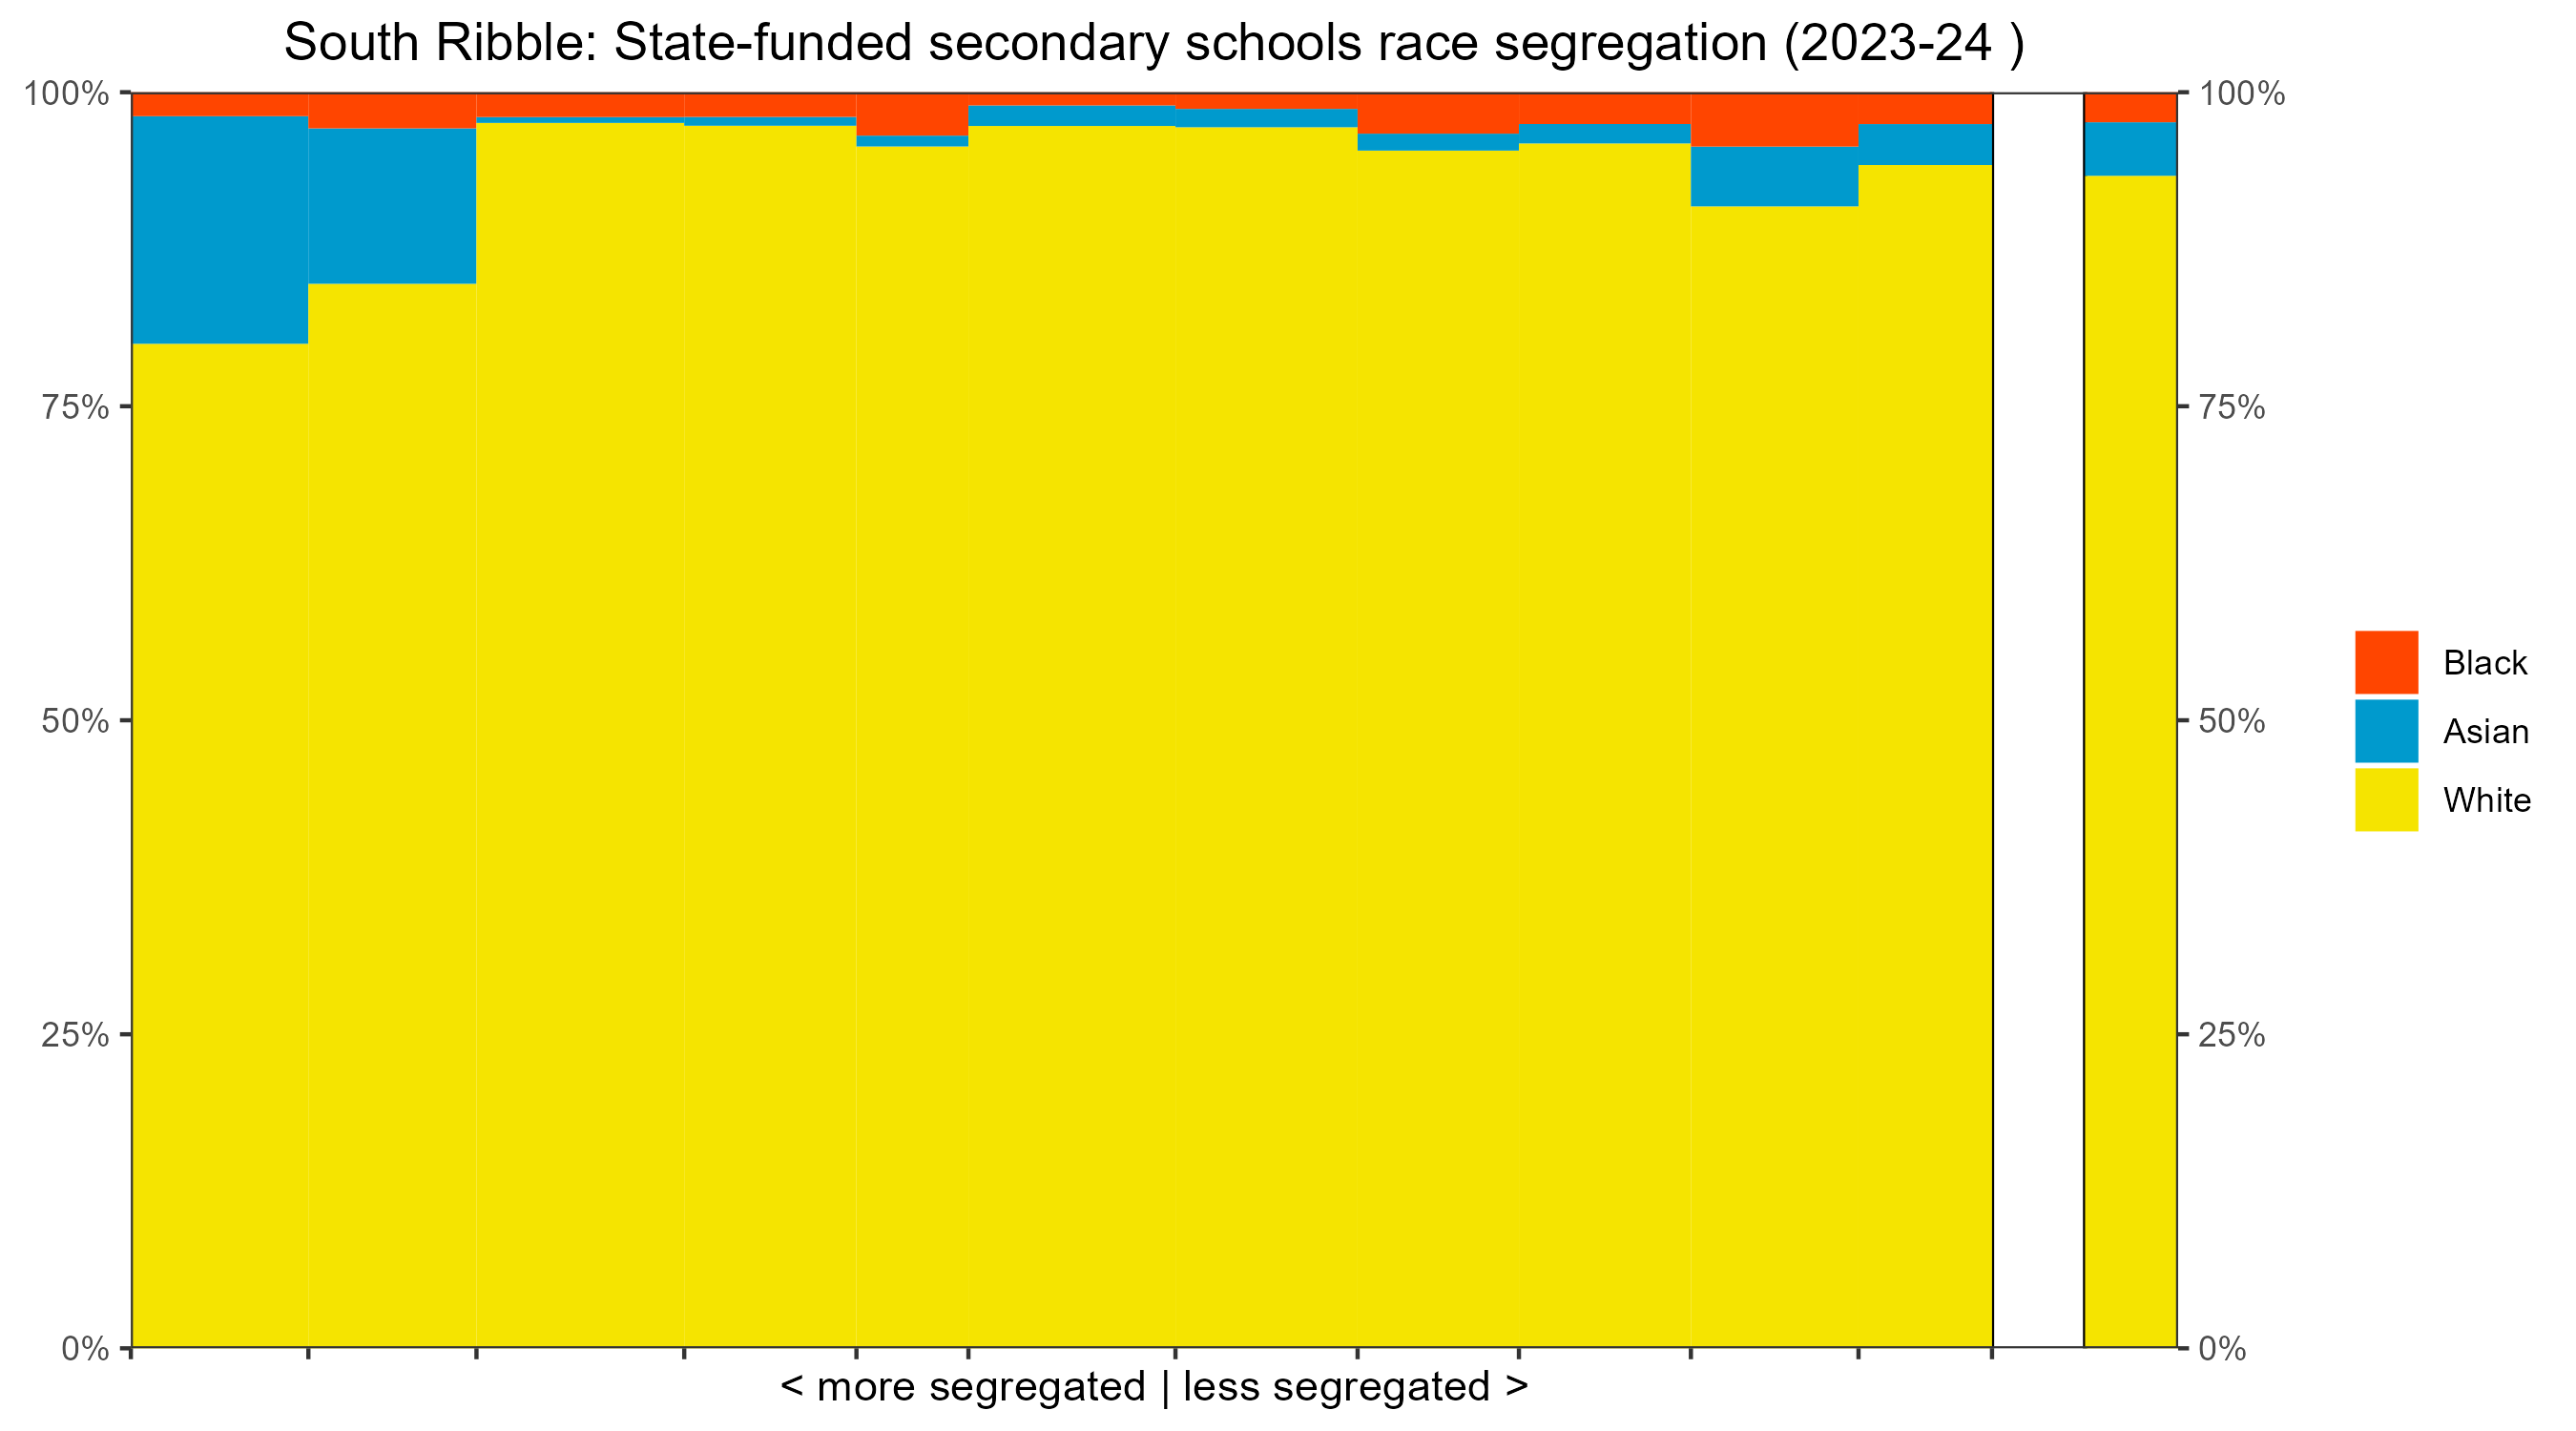 South Ribble: State-funded secondary schools race segregation (2023-24 )
100%
75%
50%
25%
0%
100%
75%
50%
25%
0%
Black
Asian
White
< more segregated | less segregated >